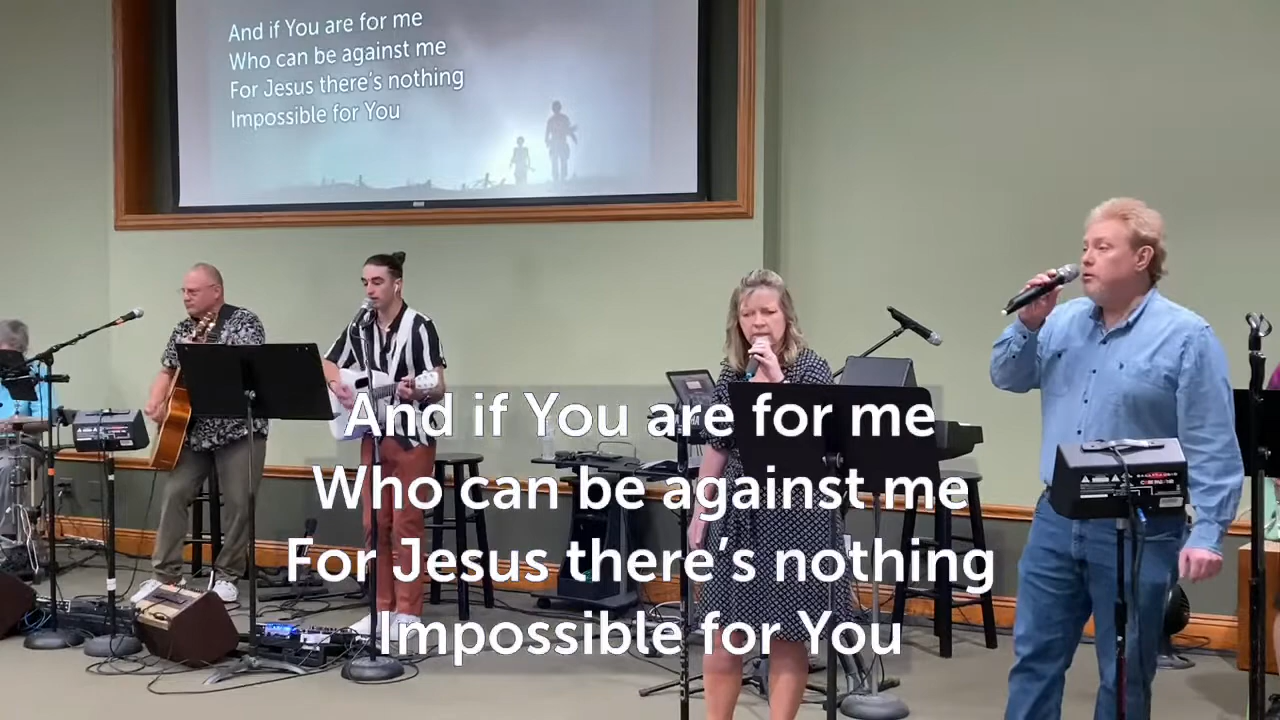 And if You are for me
Who can be against me
For Jesus there's nothing
Impossible for You
And if You are for me
Who can be against me
For Jesus there's nothing
Impossible for You